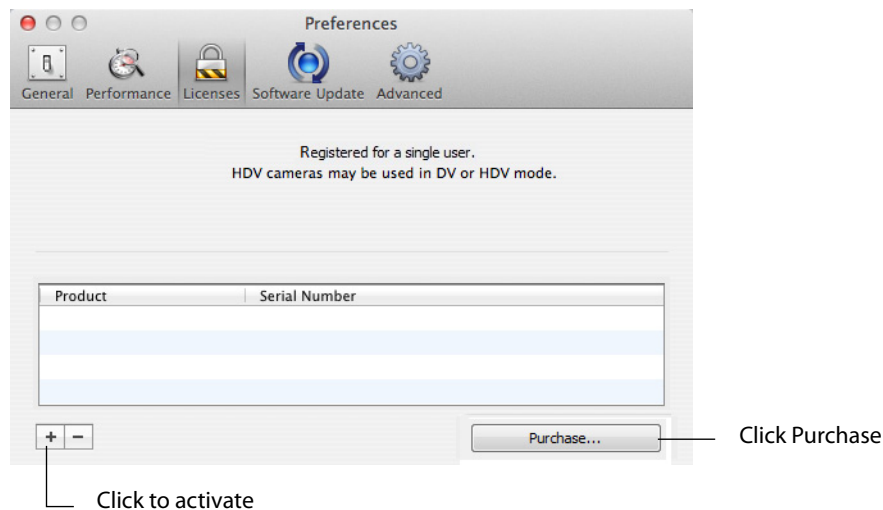 Preferences
General Performance Licenses Software Update Advanced
Registered for a single user.
HDV cameras may be used in DV or HDV mode.
Product Serial Number
+ −
Purchase...
Click Purchase
Click to activate